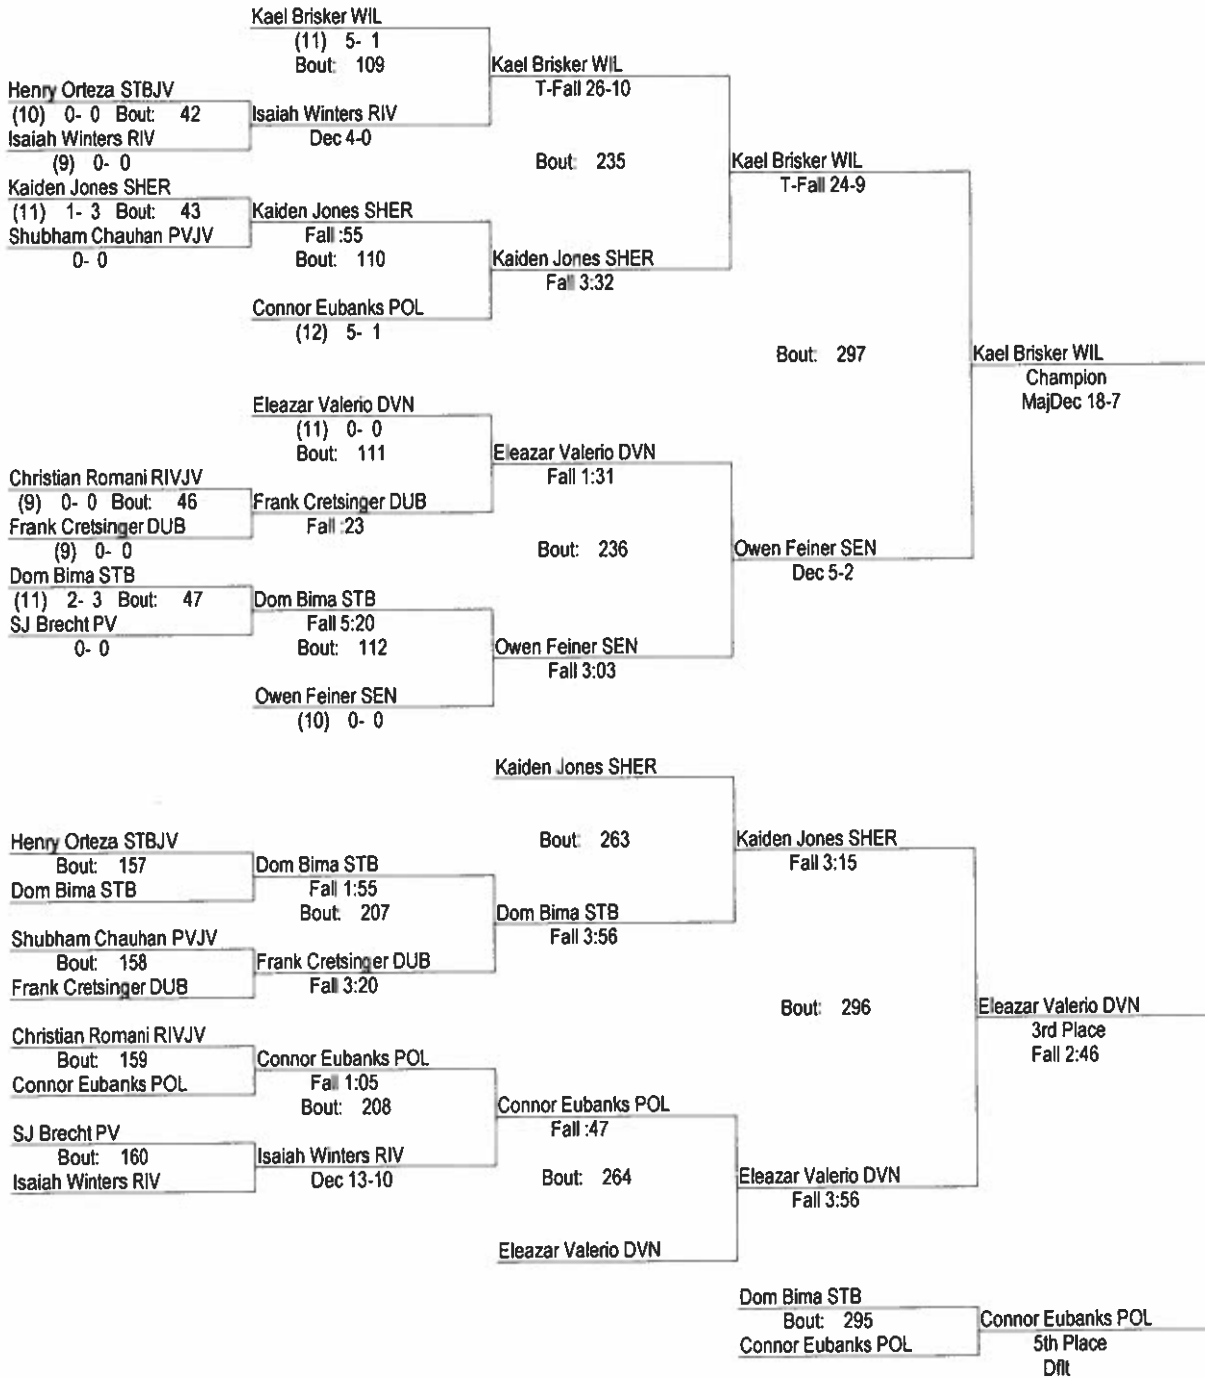 Kael Brisker WIL
(11) 5- 1
Bout: 109
Kael Brisker WIL
T-Fall 26-10
Henry Orteza STBJV
(10) 0- 0 Bout: 42
Isaiah Winters RIV
Isaiah Winters RIV
Dec 4-0
(9) 0- 0
Bout: 235
Kael Brisker WIL
T-Fall 24-9
Kaiden Jones SHER
(11) 1- 3 Bout: 43
Shubham Chauhan PVJV
0- 0
Kaiden Jones SHER
Fall :55
Bout: 110
Kaiden Jones SHER
Fall 3:32
Connor Eubanks POL
(12) 5- 1
Bout: 297
Kael Brisker WIL
Champion
MajDec 18-7
Eleazar Valerio DVN
(11) 0- 0
Bout: 111
Eleazar Valerio DVN
Fall 1:31
Christian Romani RIVJV
(9) 0- 0 Bout: 46
Frank Cretsinger DUB
(9) 0- 0
Frank Cretsinger DUB
Fall :23
Bout: 236
Owen Feiner SEN
Dec 5-2
Dom Bima STB
(11) 2- 3 Bout: 47
SJ Brecht PV
0- 0
Dom Bima STB
Fall 5:20
Bout: 112
Owen Feiner SEN
Fall 3:03
Owen Feiner SEN
(10) 0- 0
Kaiden Jones SHER
Bout: 263
Kaiden Jones SHER
Fall 3:15
Henry Orteza STBJV
Bout: 157
Dom Bima STB
Dom Bima STB
Fall 1:55
Bout: 207
Dom Bima STB
Fall 3:56
Shubham Chauhan PVJV
Bout: 158
Frank Cretsinger DUB
Frank Cretsinger DUB
Fall 3:20
Bout: 296
Eleazar Valerio DVN
3rd Place
Fall 2:46
Christian Romani RIVJV
Bout: 159
Connor Eubanks POL
Connor Eubanks POL
Fall 1:05
Bout: 208
Connor Eubanks POL
Fall :47
SJ Brecht PV
Bout: 160
Isaiah Winters RIV
Isaiah Winters RIV
Dec 13-10
Bout: 264
Eleazar Valerio DVN
Fall 3:56
Eleazar Valerio DVN
Dom Bima STB
Bout: 295
Connor Eubanks POL
Connor Eubanks POL
5th Place
Dflt